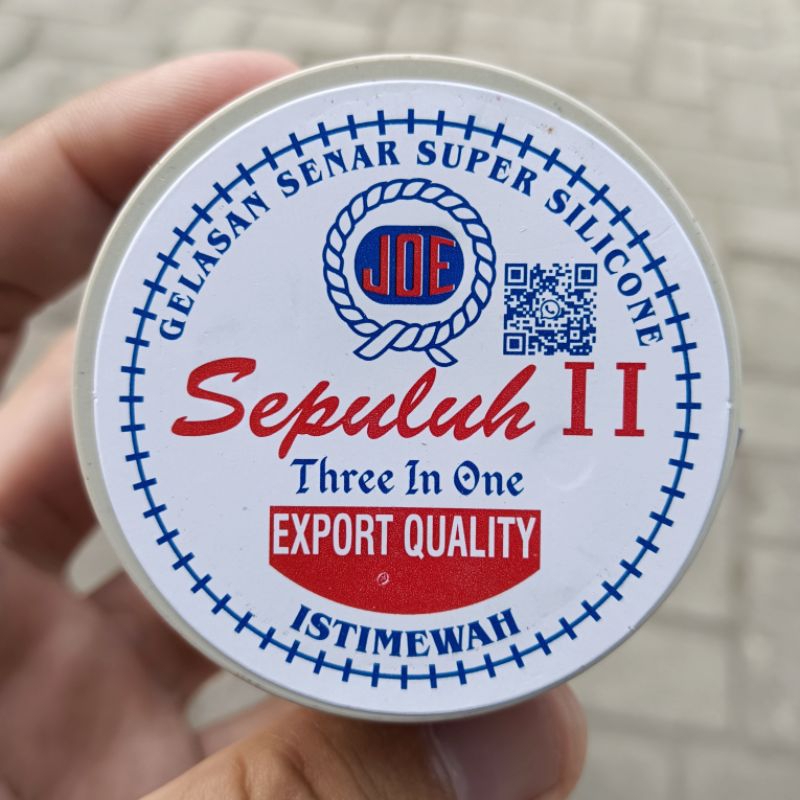 GELASAN SENAR SUPER SILICONE
JOE
Sepuluh II
Three In One
EXPORT QUALITY
ISTIMEWAH